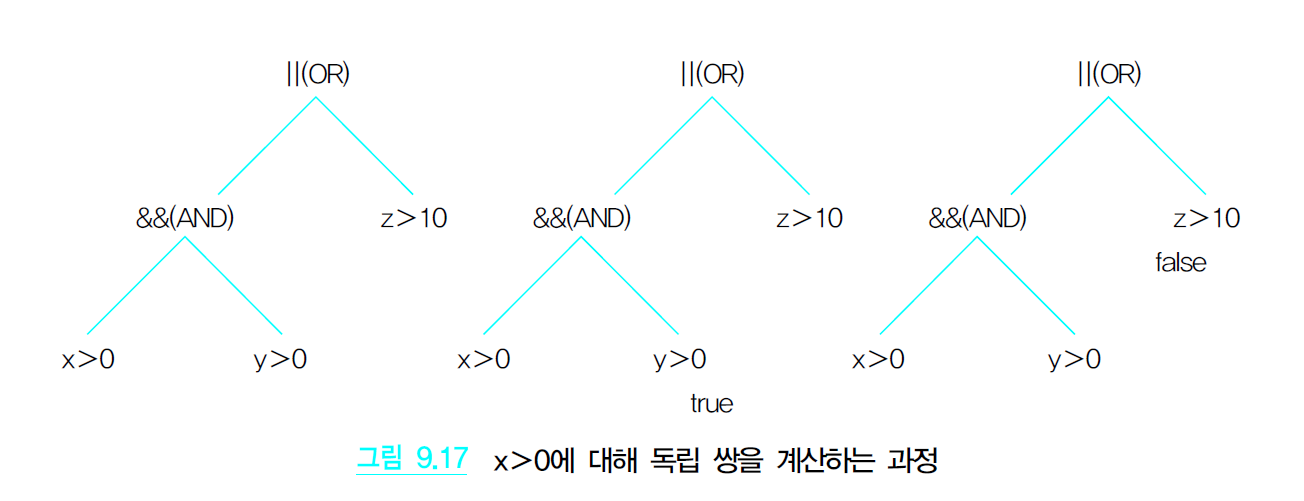 ||(OR) ||(OR) ||(OR)
&&(AND) z>10 &&(AND) z>10 &&(AND) z>10
false
x>0 y>0 x>0 y>0 x>0 y>0
true
그림 9.17 x>0에 대해 독립 쌍을 계산하는 과정